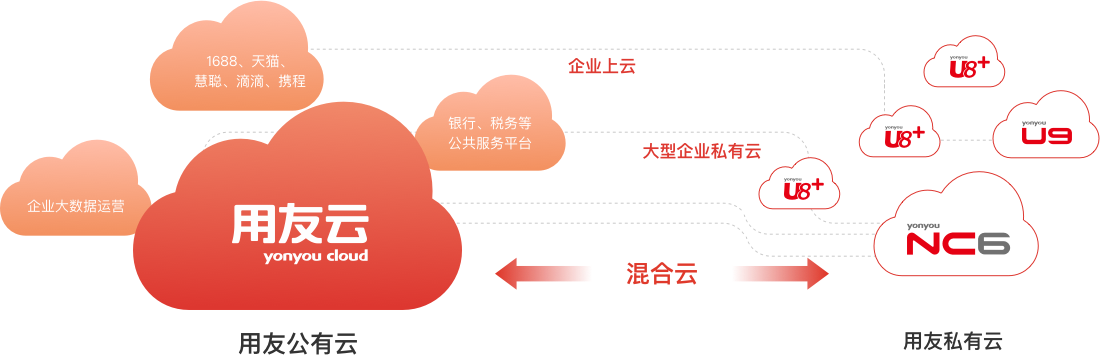 1688、天猫、
慧聪、滴滴、携程
企业上云
银行、税务等
公共服务平台
大型企业私有云
企业大数据运营
用友云
yonyou cloud
混合云
yonyou
U8+
yonyou
U8+
yonyou
U9
yonyou
U8+
yonyou
NC6
用友公有云
用友私有云